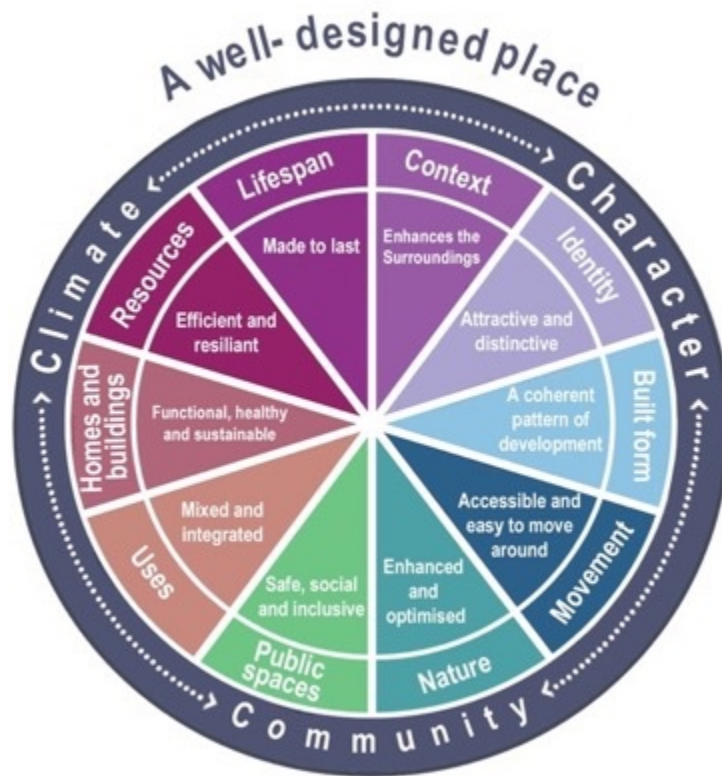 A well- designed place
Climate
Character
Community
Context
Enhances the
Surroundings
Identity
Attractive and
distinctive
Built form
A coherent
pattern of
development
Movement
Accessible and
easy to move
around
Nature
Enhanced
and
optimised
Public
spaces
Safe, social
and inclusive
Uses
Mixed and
integrated
Homes and
buildings
Functional, healthy
and sustainable
Resources
Efficient and
resiliant
Lifespan
Made to last